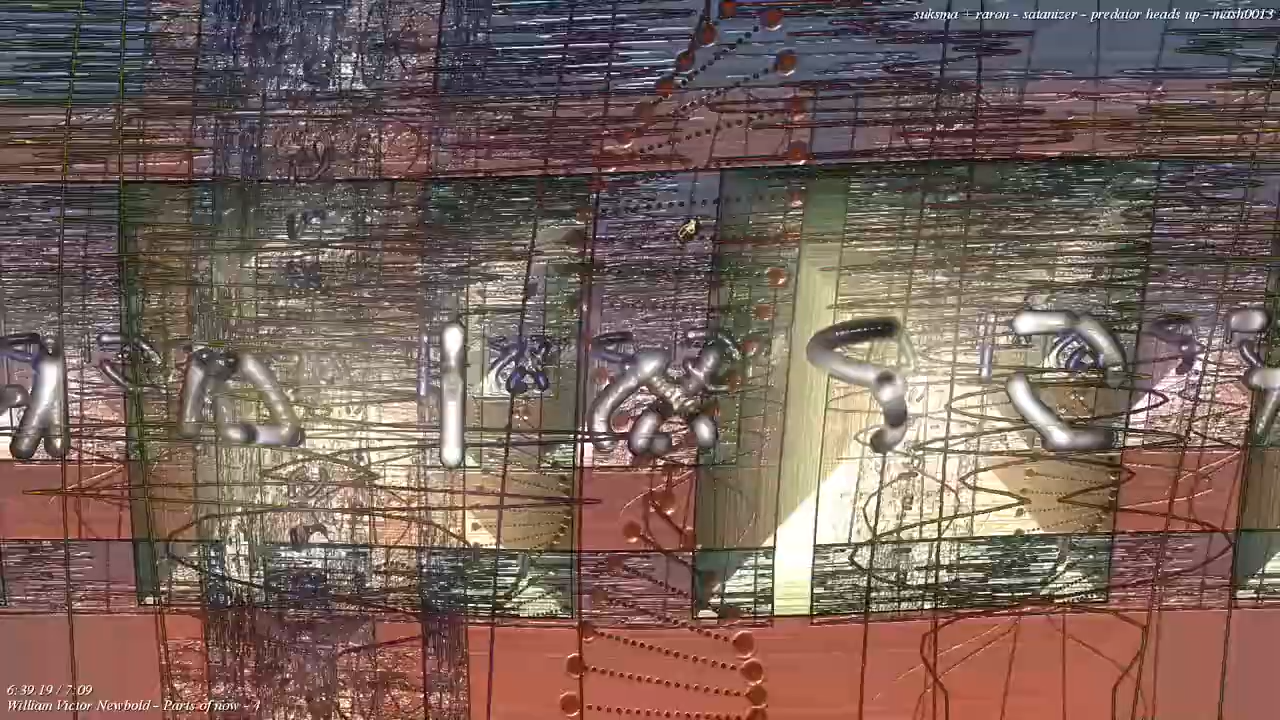 suksma + raron - satanizer - predator heads up - mash0013
6:39.19 / 7:09
William Victor Newbold - Parts of now - 4